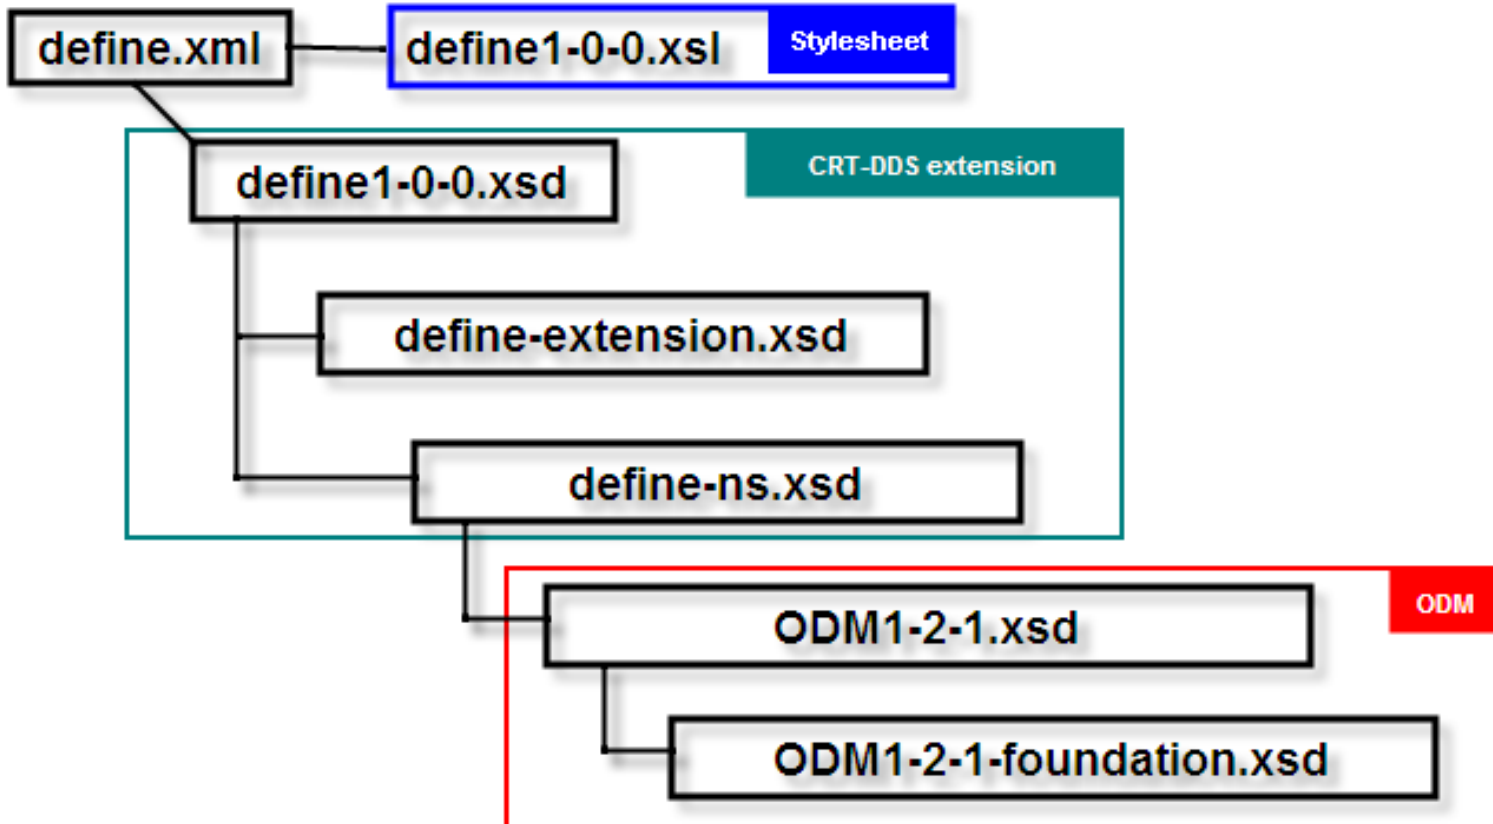 define.xml
define1-0-0.xsl
Stylesheet
CRT-DDS extension
define1-0-0.xsd
define-extension.xsd
define-ns.xsd
ODM
ODM1-2-1.xsd
ODM1-2-1-foundation.xsd